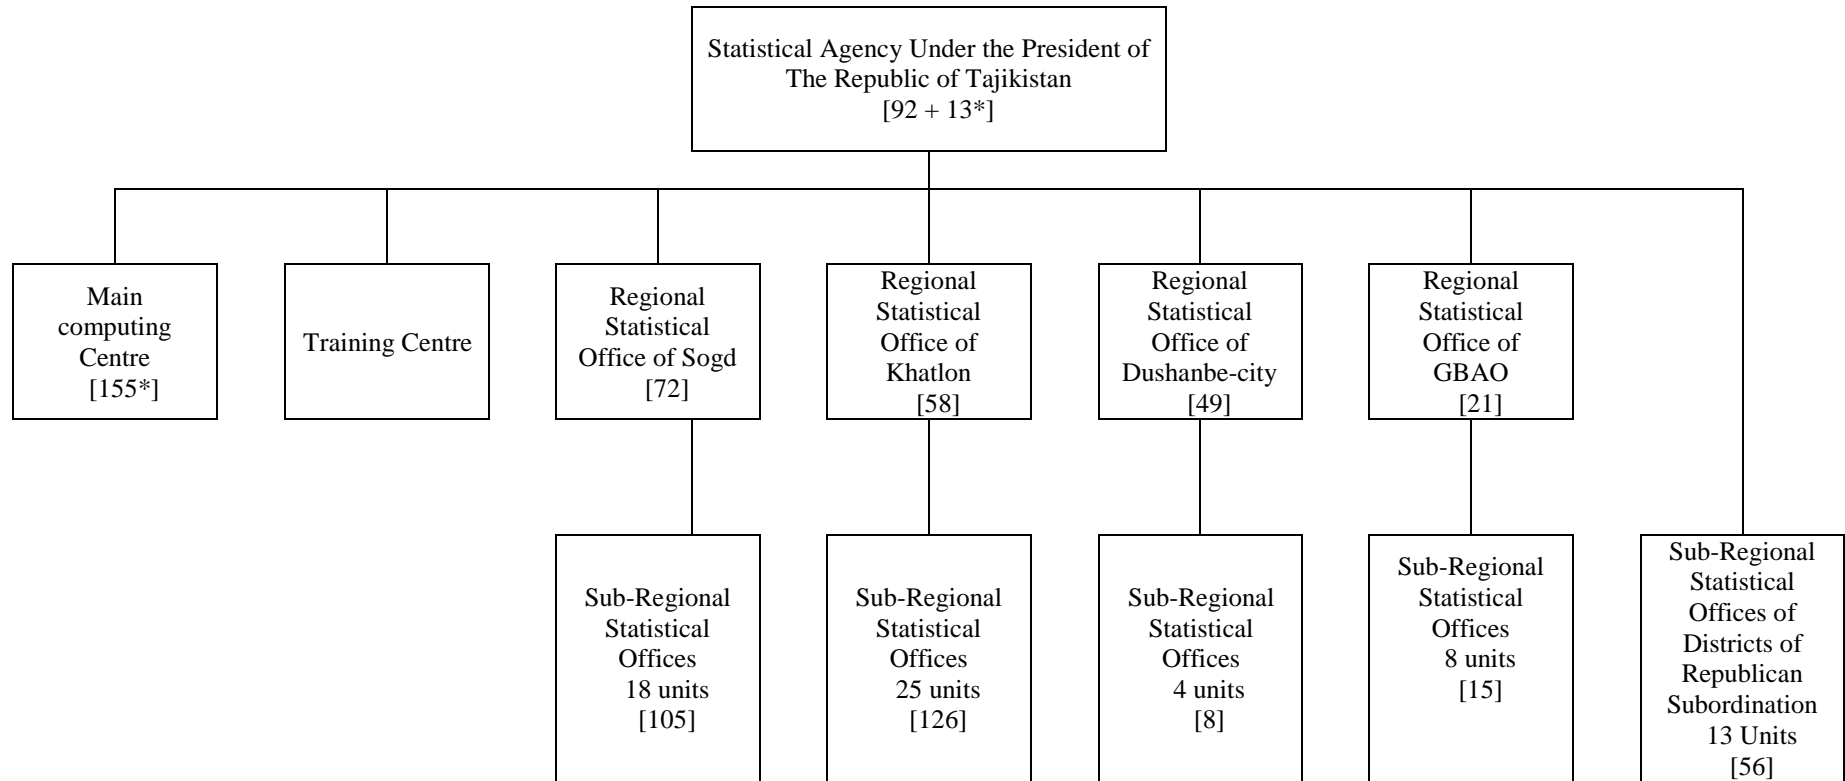 Statistical Agency Under the President of
The Republic of Tajikistan
[92 + 13*]
Main
computing
Centre
[155*]
Training Centre
Regional
Statistical
Office of Sogd
[72]
Regional
Statistical
Office of
Khatlon
[58]
Regional
Statistical
Office of
Dushanbe-city
[49]
Regional
Statistical
Office of
GBAO
[21]
Sub-Regional
Statistical
Offices
18 units
[105]
Sub-Regional
Statistical
Offices
25 units
[126]
Sub-Regional
Statistical
Offices
4 units
[8]
Sub-Regional
Statistical
Offices
8 units
[15]
Sub-Regional
Statistical
Offices of
Districts of
Republican
Subordination
13 Units
[56]